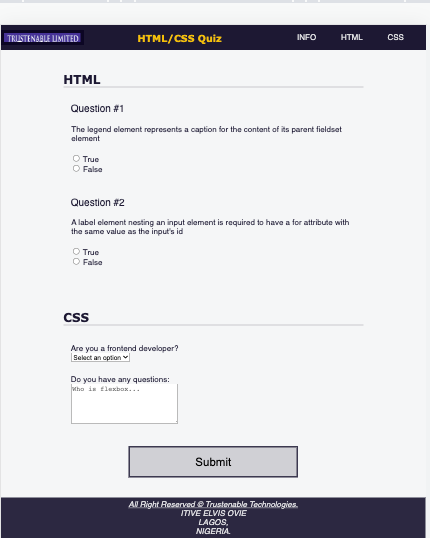 TRUSTENABLE LIMITED
HTML/CSS Quiz
INFO
HTML
CSS
HTML
Question #1
The legend element represents a caption for the content of its parent fieldset
element
True
False
Question #2
A label element nesting an input element is required to have a for attribute with
the same value as the input's id
True
False
CSS
Are you a frontend developer?
Select an option
Do you have any questions:
Who is flexbox...
Submit
All Right Reserved © Trustenable Technologies.
ITIVE ELVIS OVIE
LAGOS,
NIGERIA.